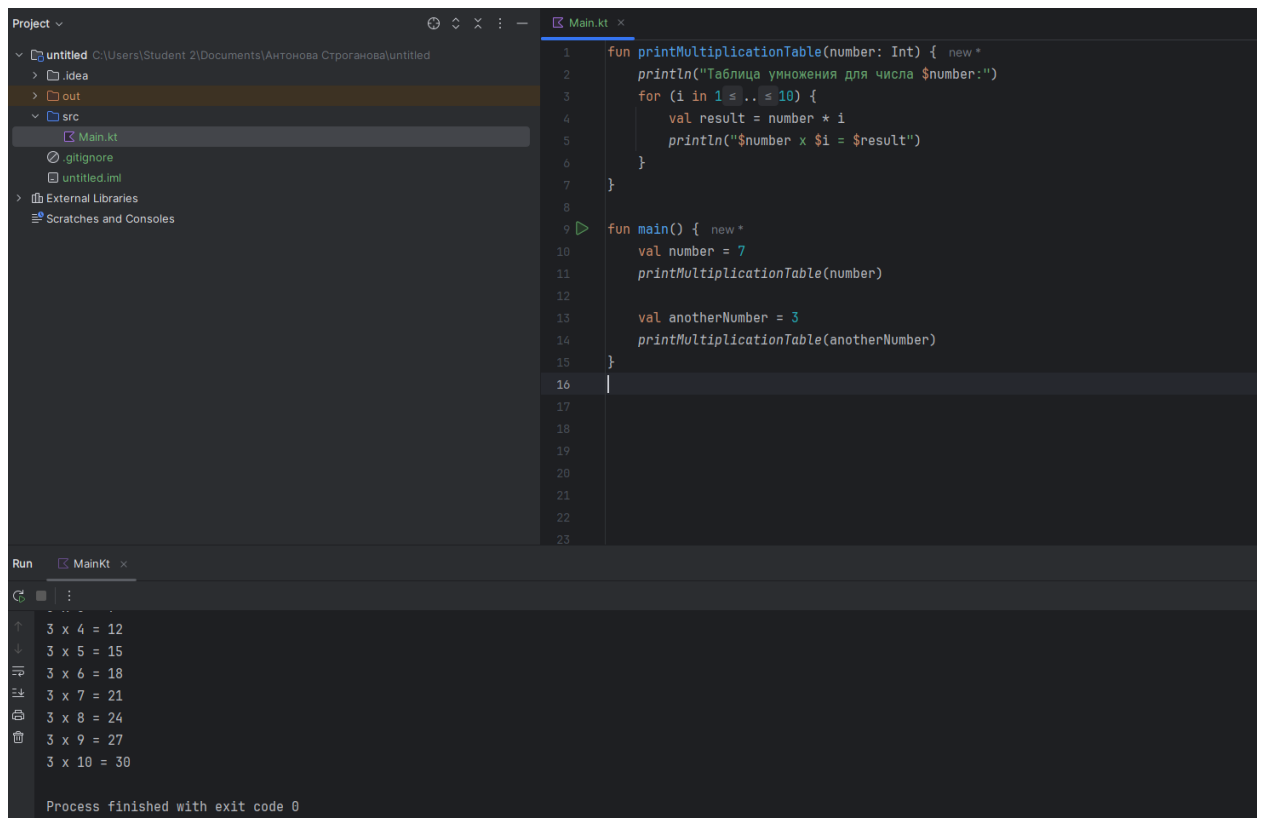 Project
untitled C:\Users\Student 2\Documents\Антонова Строганова\untitled
.idea
out
src
Main.kt
.gitignore
untitled.iml
External Libraries
Scratches and Consoles
Main.kt ×
1 fun printMultiplicationTable(number: Int) { new *
2 println("Таблица умножения для числа $number:")
3 for (i in 1 ≤ .. ≤ 10) {
4 val result = number * i
5 println("$number x $i = $result")
6 }
7 }
8
9 fun main() { new *
10 val number = 7
11 printMultiplicationTable(number)
12
13 val anotherNumber = 3
14 printMultiplicationTable(anotherNumber)
15 }
16
17
18
19
20
21
22
23
Run MainKt ×
3 x 4 = 12
3 x 5 = 15
3 x 6 = 18
3 x 7 = 21
3 x 8 = 24
3 x 9 = 27
3 x 10 = 30
Process finished with exit code 0